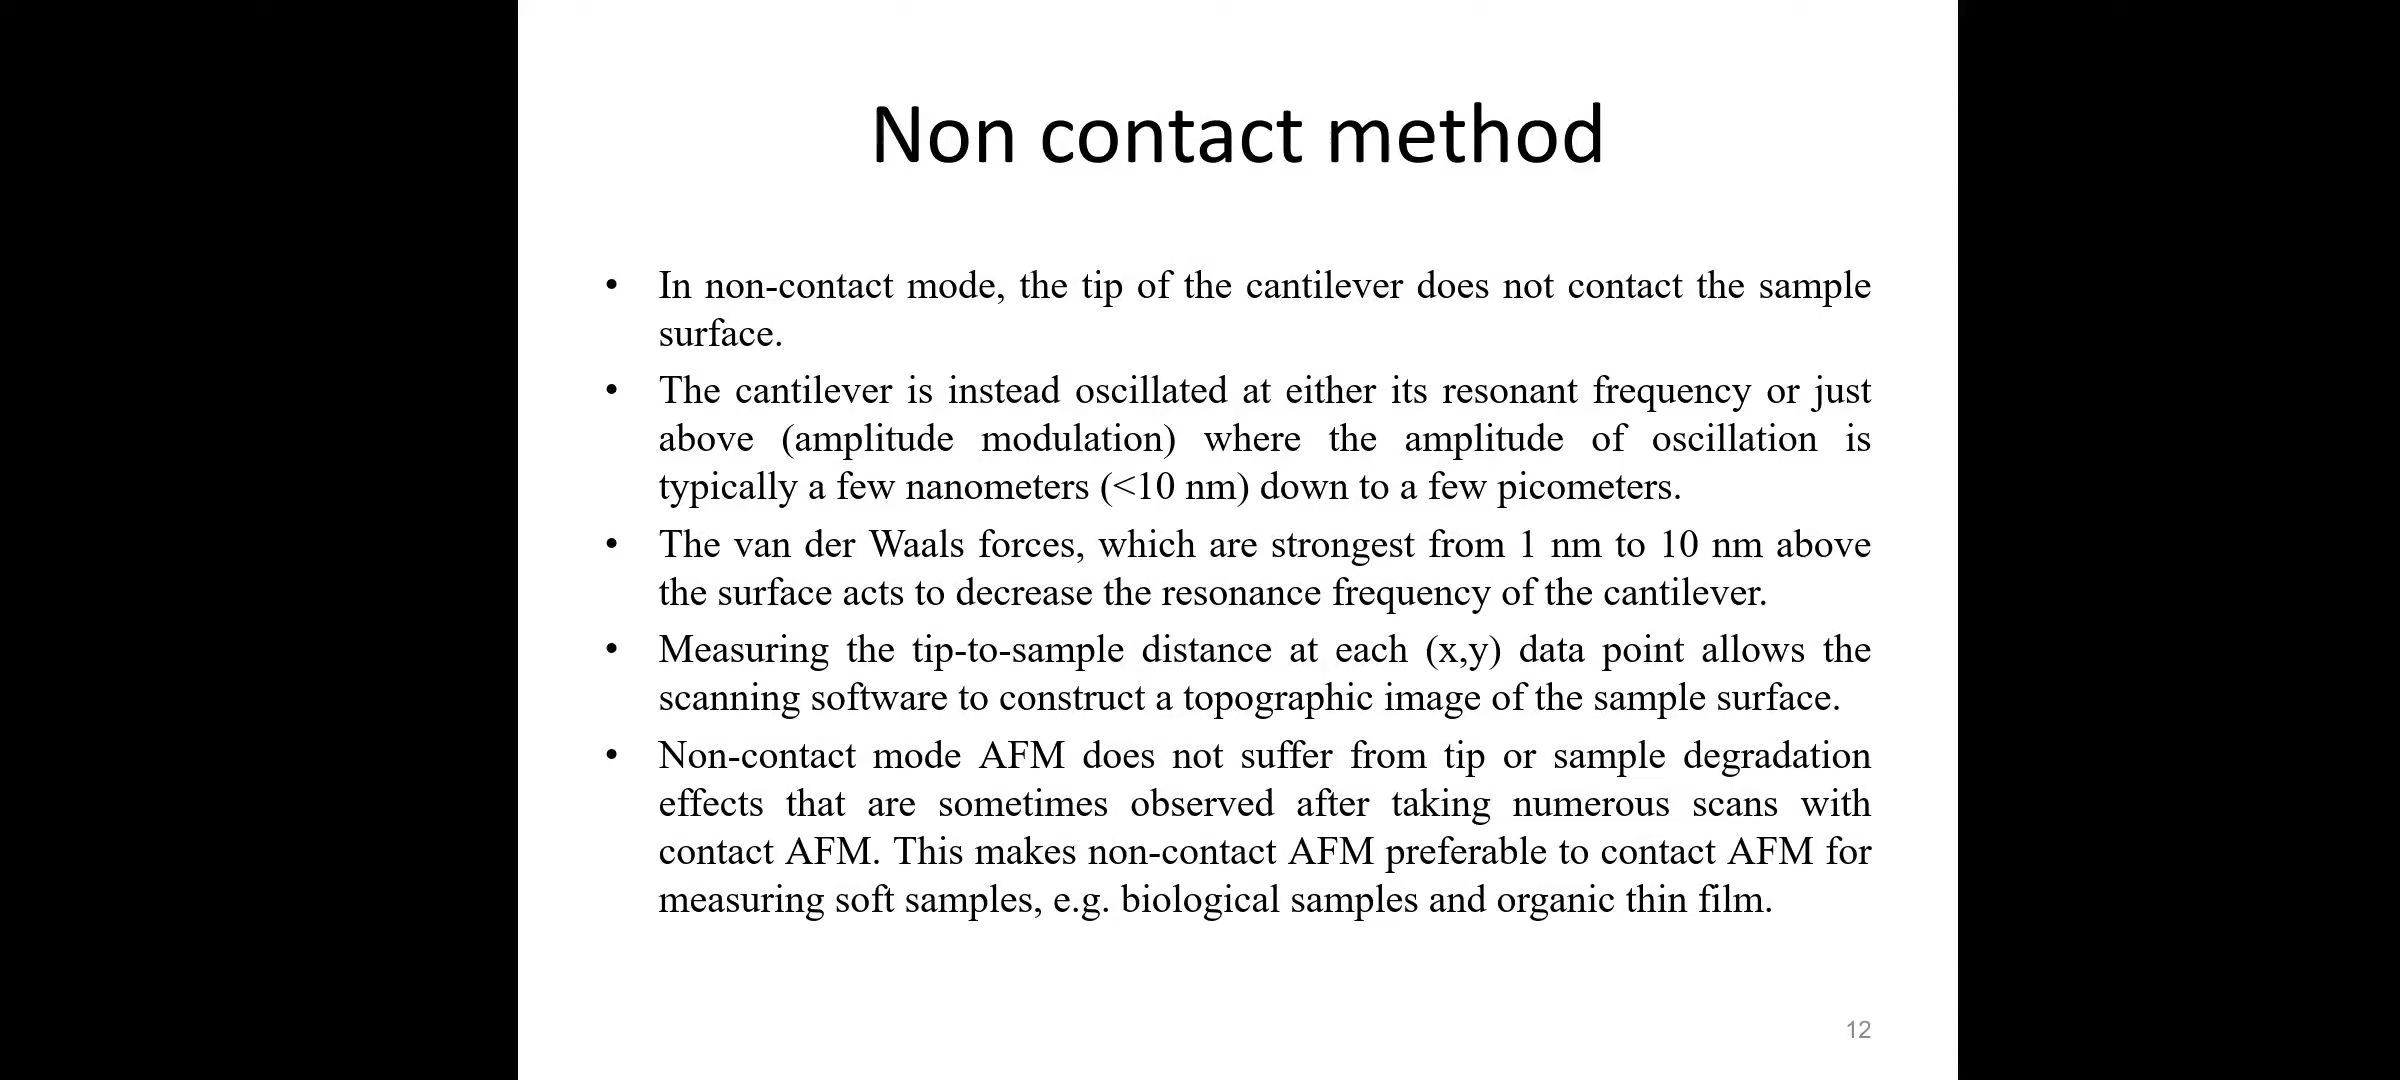 Non contact method
• In non-contact mode, the tip of the cantilever does not contact the sample
surface.
• The cantilever is instead oscillated at either its resonant frequency or just
above (amplitude modulation) where the amplitude of oscillation is
typically a few nanometers (<10 nm) down to a few picometers.
• The van der Waals forces, which are strongest from 1 nm to 10 nm above
the surface acts to decrease the resonance frequency of the cantilever.
• Measuring the tip-to-sample distance at each (x,y) data point allows the
scanning software to construct a topographic image of the sample surface.
• Non-contact mode AFM does not suffer from tip or sample degradation
effects that are sometimes observed after taking numerous scans with
contact AFM. This makes non-contact AFM preferable to contact AFM for
measuring soft samples, e.g. biological samples and organic thin film.
12